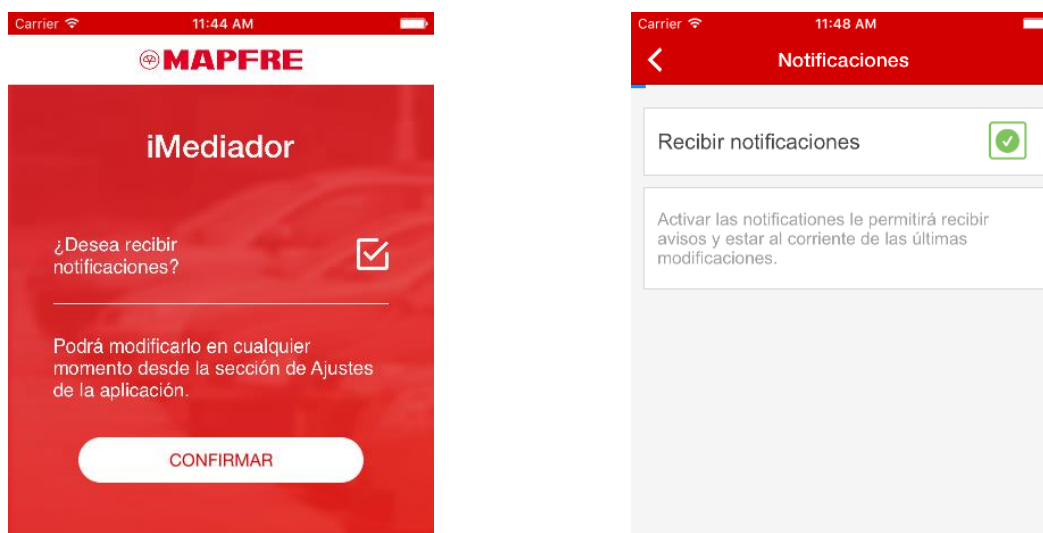 Carrier 11:44 AM
MAPFRE
iMediador
¿Desea recibir
notificaciones?
Podrá modificarlo en cualquier
momento desde la sección de Ajustes
de la aplicación.
CONFIRMAR
Carrier 11:48 AM
Notificaciones
Recibir notificaciones
Activar las notificationes le permitirá recibir
avisos y estar al corriente de las últimas
modificaciones.